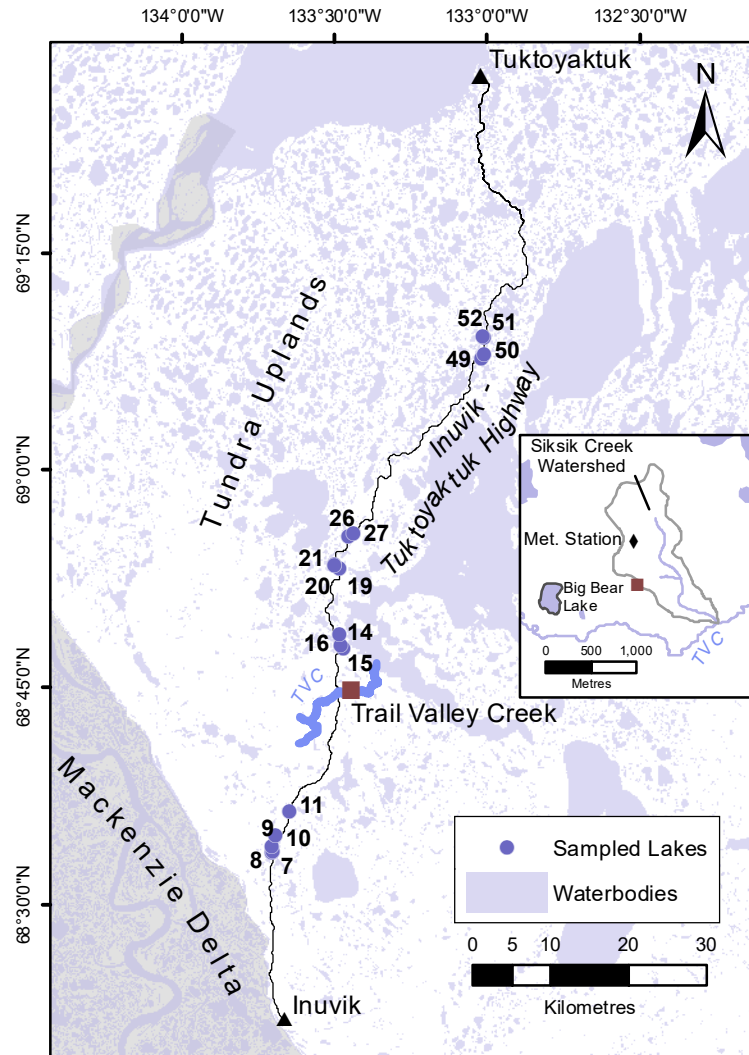 134°0'0"W 133°30'0"W 133°0'0"W 132°30'0"W
Tuktoyaktuk
N
69°15'0"N
Tundra Uplands
52 51
49 50
Inuvik -
Tuktoyaktuk Highway
69°0'0"N
26 27
21
20 19
14
16
15
68°45'0"N
TVC
Trail Valley Creek
Mackenzie Delta
11
9 10
8 7
68°30'0"N
Inuvik
Siksik Creek
Watershed
Met. Station
Big Bear
Lake
0 500 1,000
Metres
TVC
Sampled Lakes
Waterbodies
0 5 10 20 30
Kilometres